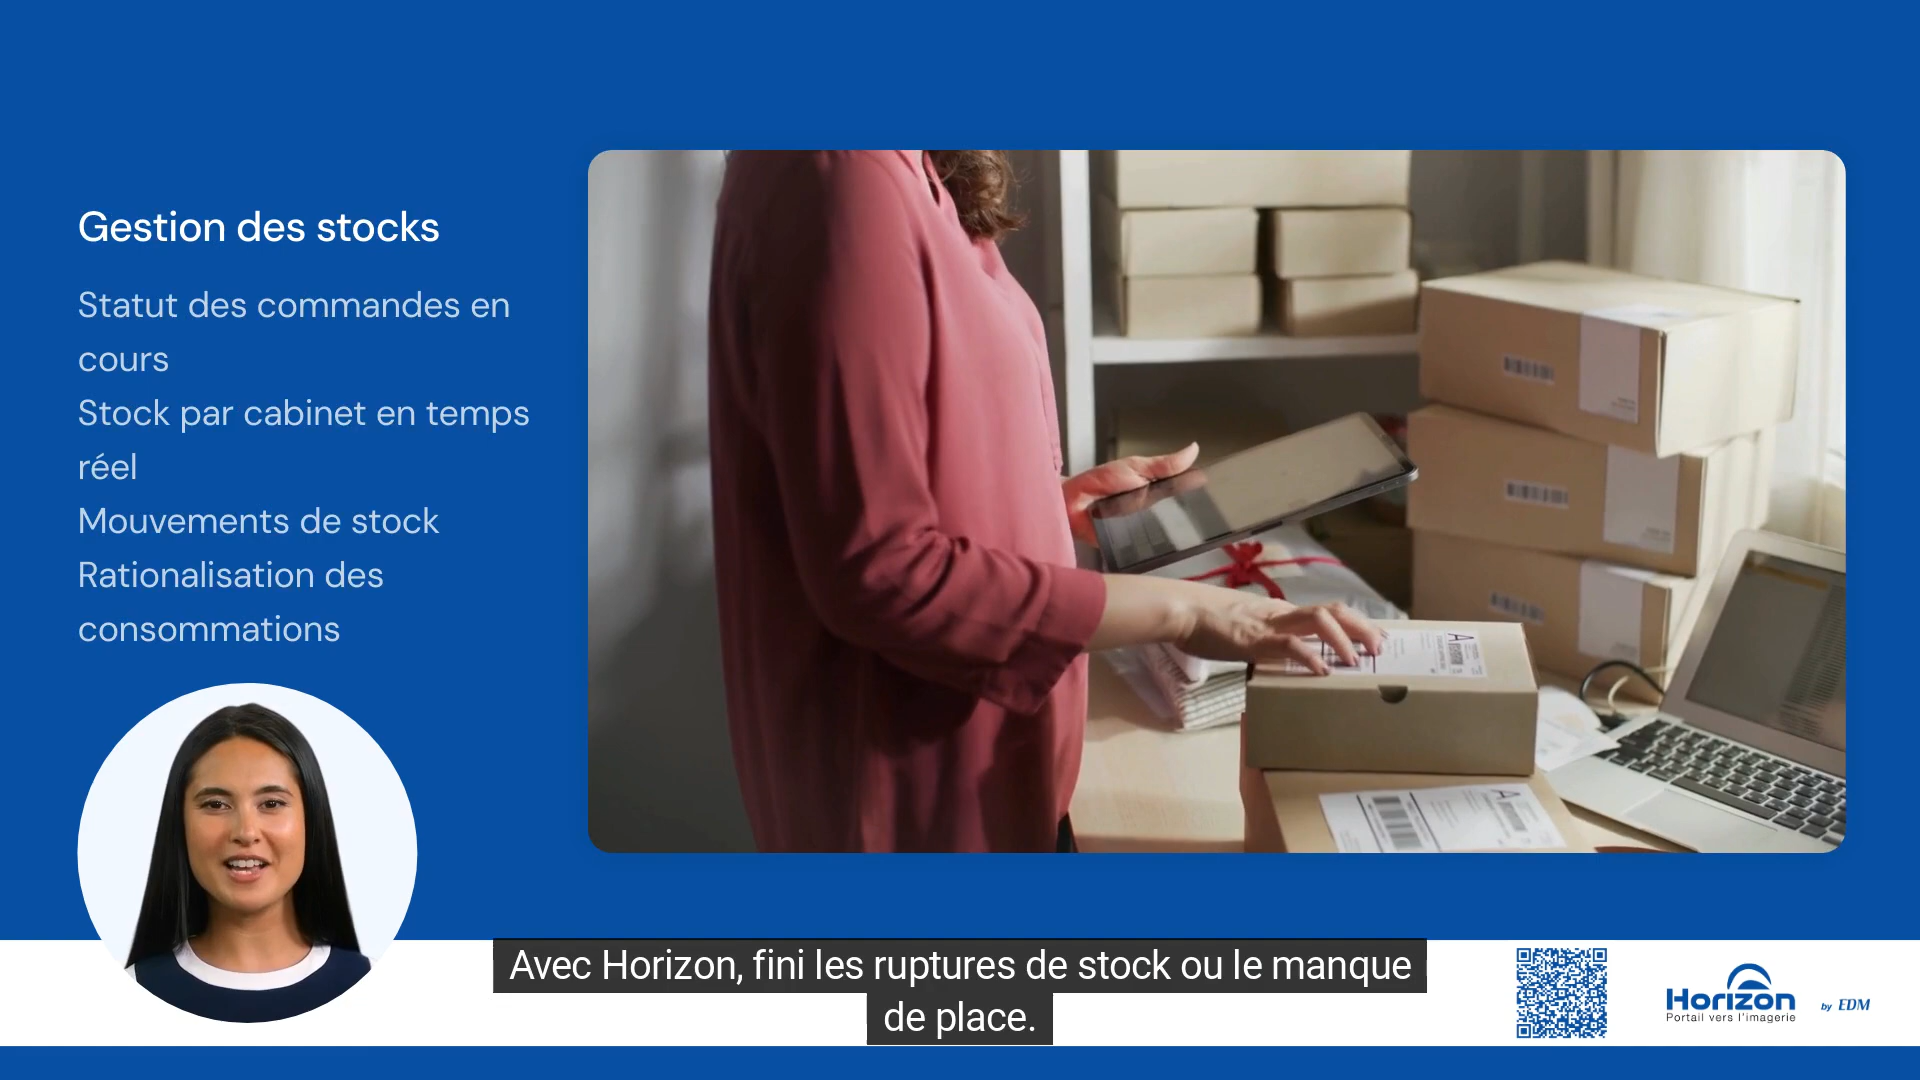 Gestion des stocks
Statut des commandes en
cours
Stock par cabinet en temps
réel
Mouvements de stock
Rationalisation des
consommations
Avec Horizon, fini les ruptures de stock ou le manque
de place.
Horizon
Portail vers l'imagerie
by EDM